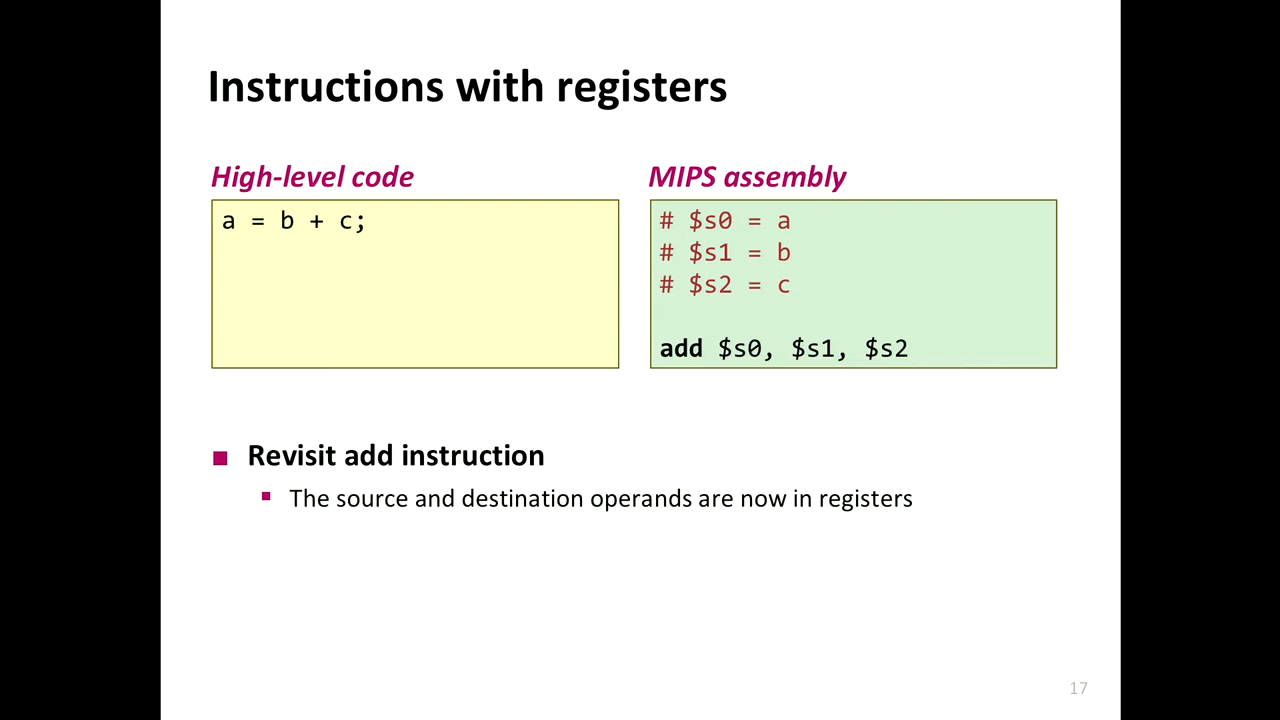 Instructions with registers
High-level code
a = b + c;
MIPS assembly
# $s0 = a
# $s1 = b
# $s2 = c
add $s0, $s1, $s2
Revisit add instruction
The source and destination operands are now in registers
17